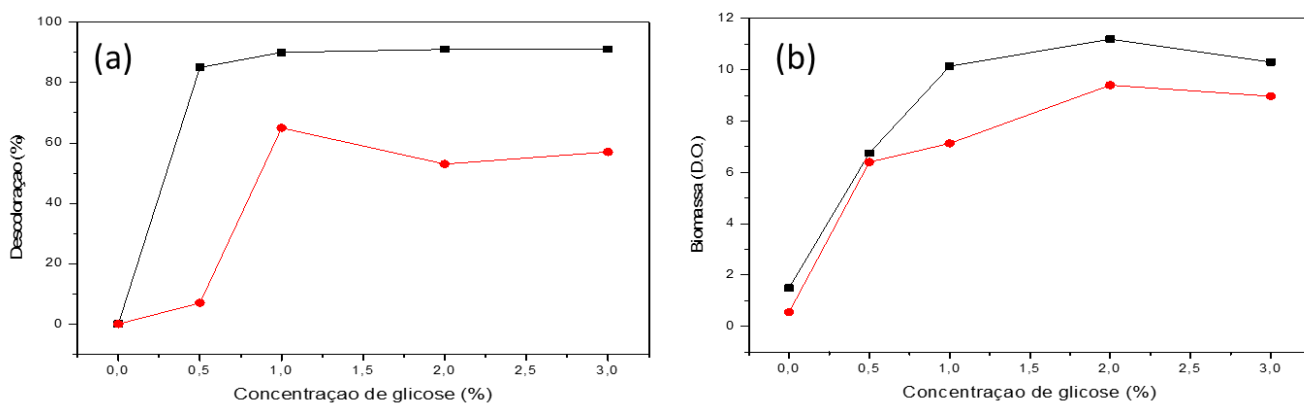 (a)
100
80
60
40
20
0
Descoloraçao (%)
0,0 0,5 1,0 1,5 2,0 2,5 3,0
Concentraçao de glicose (%)
(b)
12
10
8
6
4
2
0
Biomassa (D.O.)
0,0 0,5 1,0 1,5 2,0 2,5 3,0
Concentraçao de glicose (%)